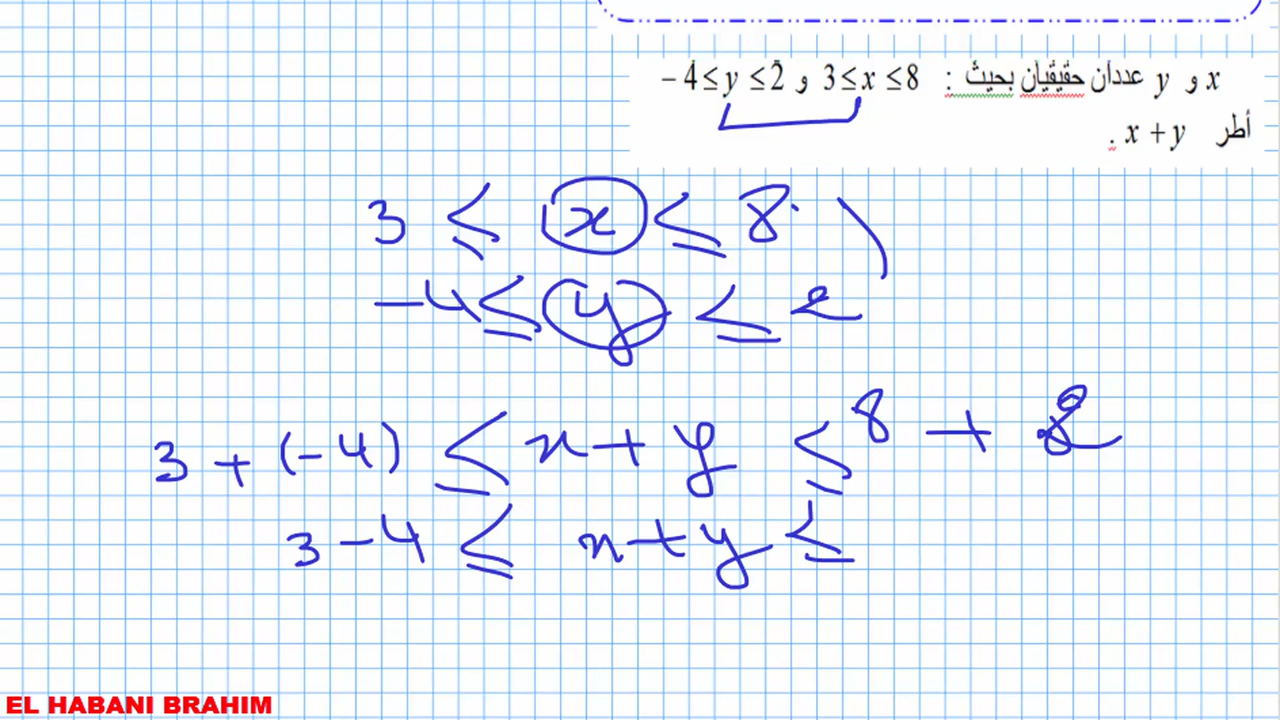 x و y عددان حقيقيان بحيث : 3≤x≤8 و -4≤y≤2
أطر x+y .
3 ≤ x ≤ 8
-4 ≤ y ≤ 2
3 + (-4) ≤ x + y ≤ 8 + 2
3 - 4 ≤ x + y ≤
EL HABANI BRAHIM